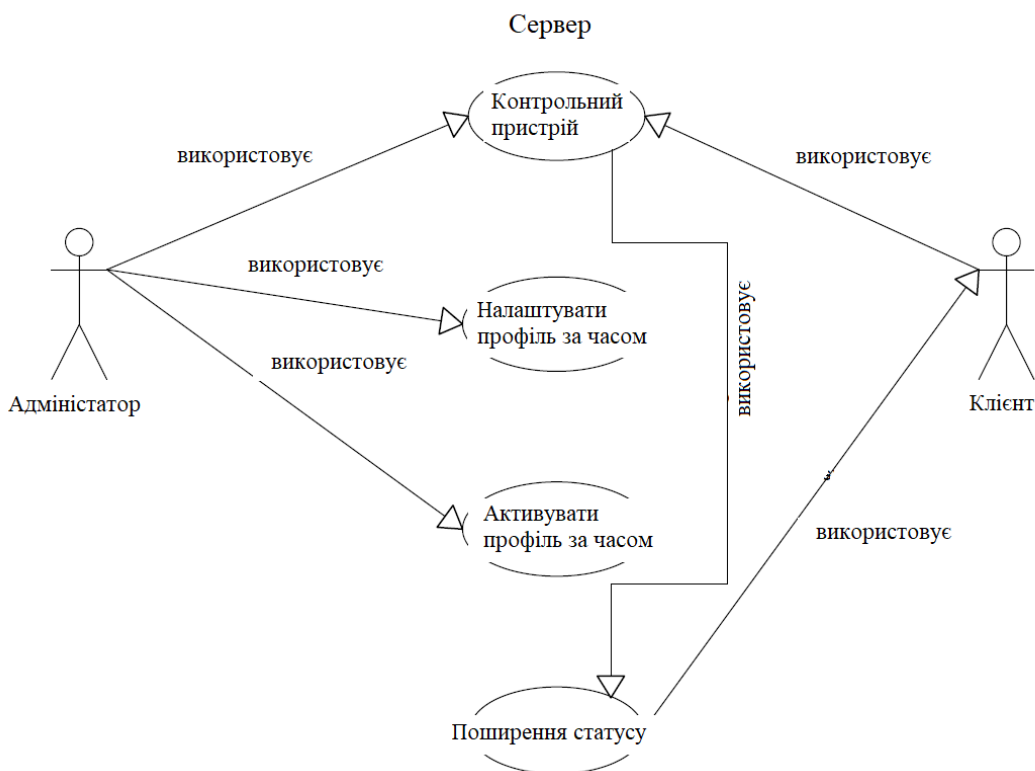 Сервер
Контрольний
пристрій
використовує
використовує
використовує
Налаштувати
профіль за часом
використовує
використовує
Адміністатор
Клієнт
Активувати
профіль за часом
використовує
Поширення статусу